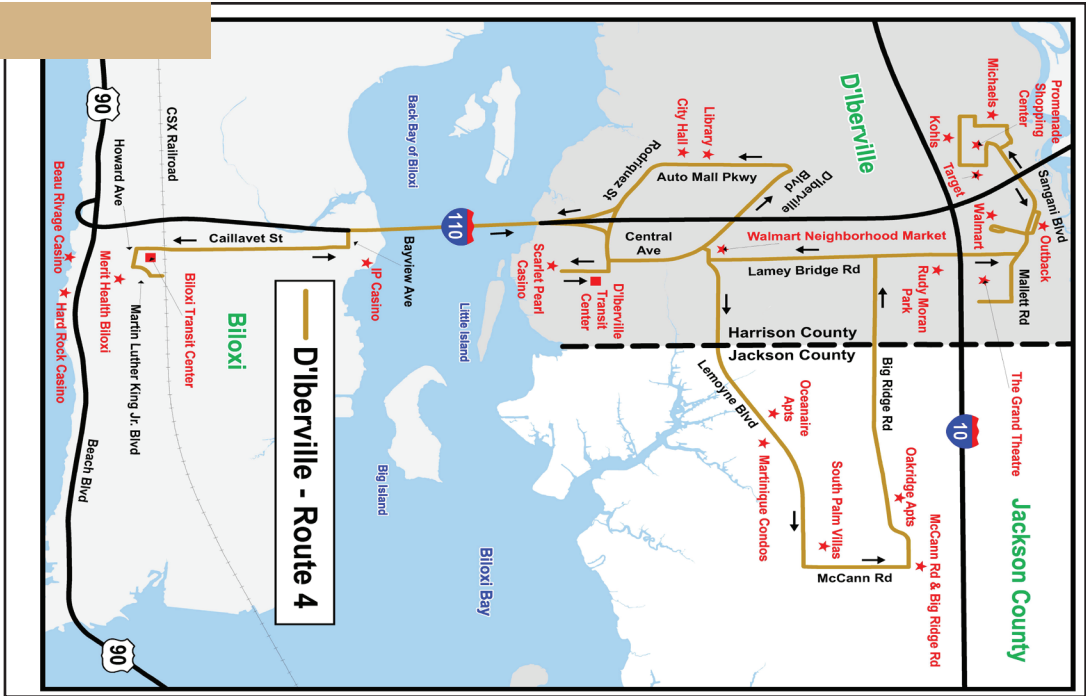 Promenade
Shopping
Center
Michaels
Kohls
Target
Sangani Blvd
Walmart
Outback
Mallett Rd
The Grand Theatre
D'Iberville
Jackson County
10
Rudy Moran
Park
Oakridge Apts
McCann Rd & Big Ridge Rd
Big Ridge Rd
McCann Rd
South Palm Villas
Martinique Condos
Oceanaire
Apts
Lemoyne Blvd
Harrison County
Jackson County
Lamey Bridge Rd
Walmart Neighborhood Market
D'Iberville
Blvd
Auto Mall Pkwy
Library
City Hall
Rodriquez St
Central
Ave
D'Iberville
Transit
Center
Scarlet Pearl
Casino
110
Back Bay of Biloxi
Little Island
Big Island
Biloxi Bay
Bayview Ave
IP Casino
D'Iberville - Route 4
Biloxi
Caillavet St
Biloxi Transit Center
CSX Railroad
Howard Ave
Martin Luther King Jr. Blvd
Merit Health Biloxi
90
Beau Rivage Casino
Hard Rock Casino
Beach Blvd
90